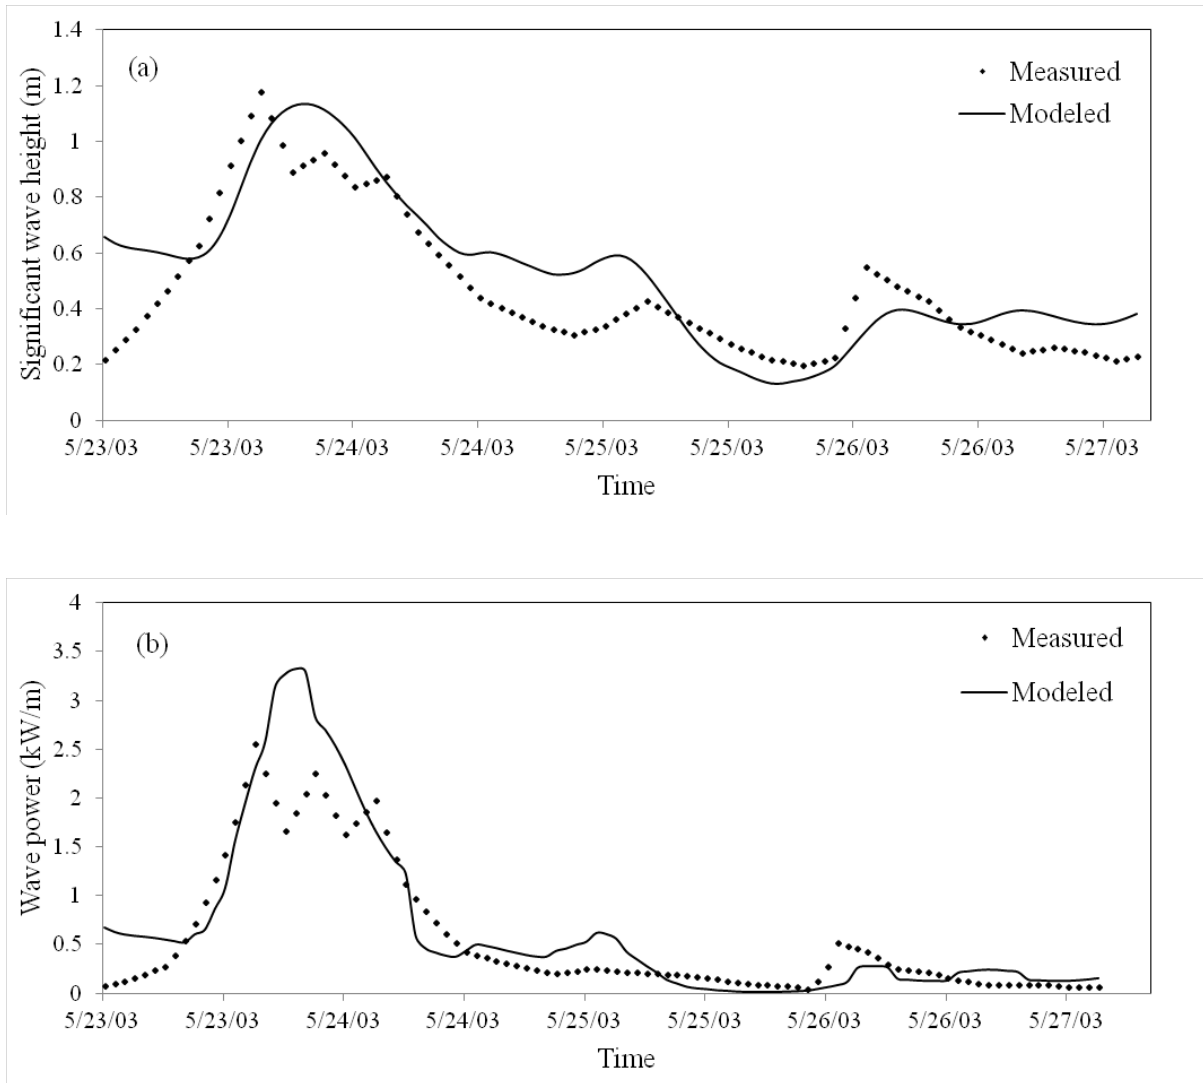 1.4
(a)
Measured
1.2
Modeled
1
0.8
0.6
0.4
0.2
0
Significant wave height (m)
5/23/03 5/23/03 5/24/03 5/24/03 5/25/03 5/25/03 5/26/03 5/26/03 5/27/03
Time
4
(b)
Measured
3.5
Modeled
3
2.5
2
1.5
1
0.5
0
Wave power (kW/m)
5/23/03 5/23/03 5/24/03 5/24/03 5/25/03 5/25/03 5/26/03 5/26/03 5/27/03
Time